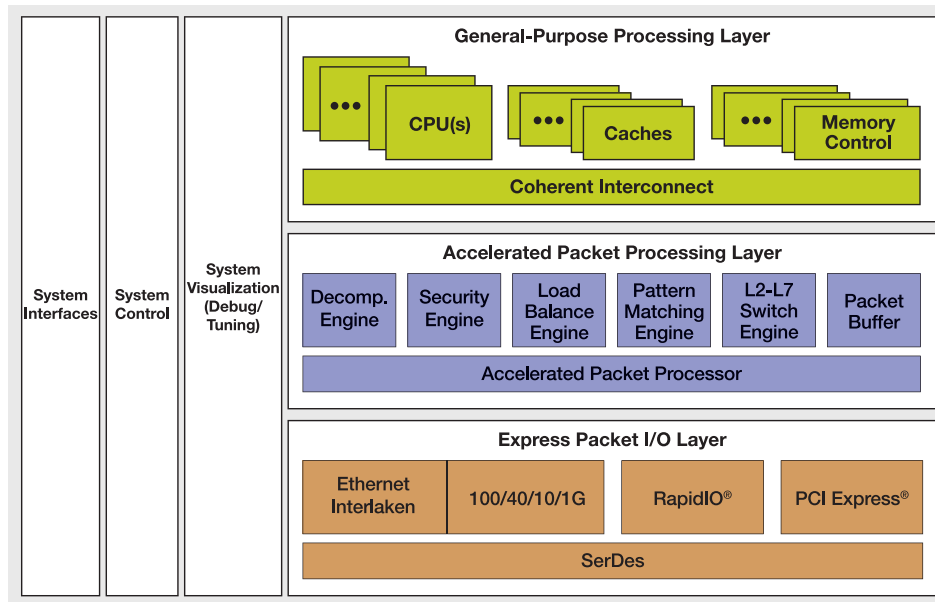 System
Interfaces
System
Control
System
Visualization
(Debug/
Tuning)
General-Purpose Processing Layer
•••
CPU(s)
•••
Caches
•••
Memory
Control
Coherent Interconnect
Accelerated Packet Processing Layer
Decomp.
Engine
Security
Engine
Load
Balance
Engine
Pattern
Matching
Engine
L2-L7
Switch
Engine
Packet
Buffer
Accelerated Packet Processor
Express Packet I/O Layer
Ethernet
Interlaken
100/40/10/1G
RapidIO®
PCI Express®
SerDes